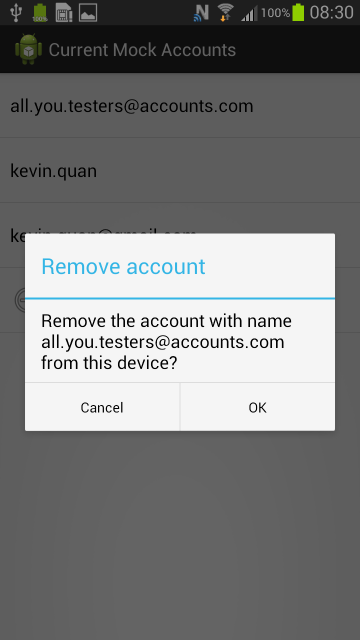 100% 08:30
Current Mock Accounts
all.you.testers@accounts.com
kevin.quan
Remove account
Remove the account with name
all.you.testers@accounts.com
from this device?
Cancel OK